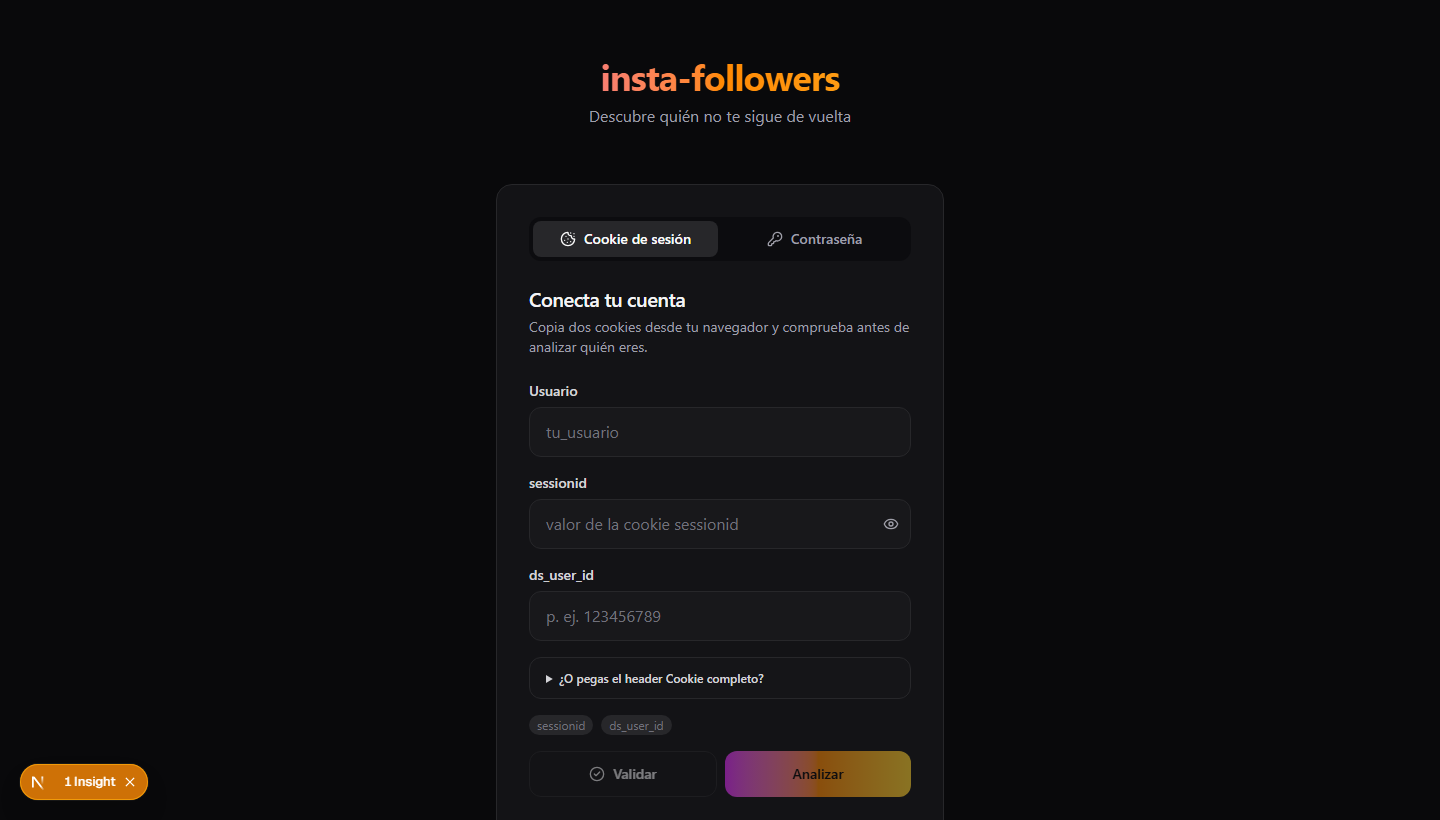 insta-followers
Descubre quién no te sigue de vuelta
Cookie de sesión
Contraseña
Conecta tu cuenta
Copia dos cookies desde tu navegador y comprueba antes de
analizar quién eres.
Usuario
tu_usuario
sessionid
valor de la cookie sessionid
ds_user_id
p. ej. 123456789
¿O pegas el header Cookie completo?
sessionid ds_user_id
Validar
Analizar
N 1 Insight